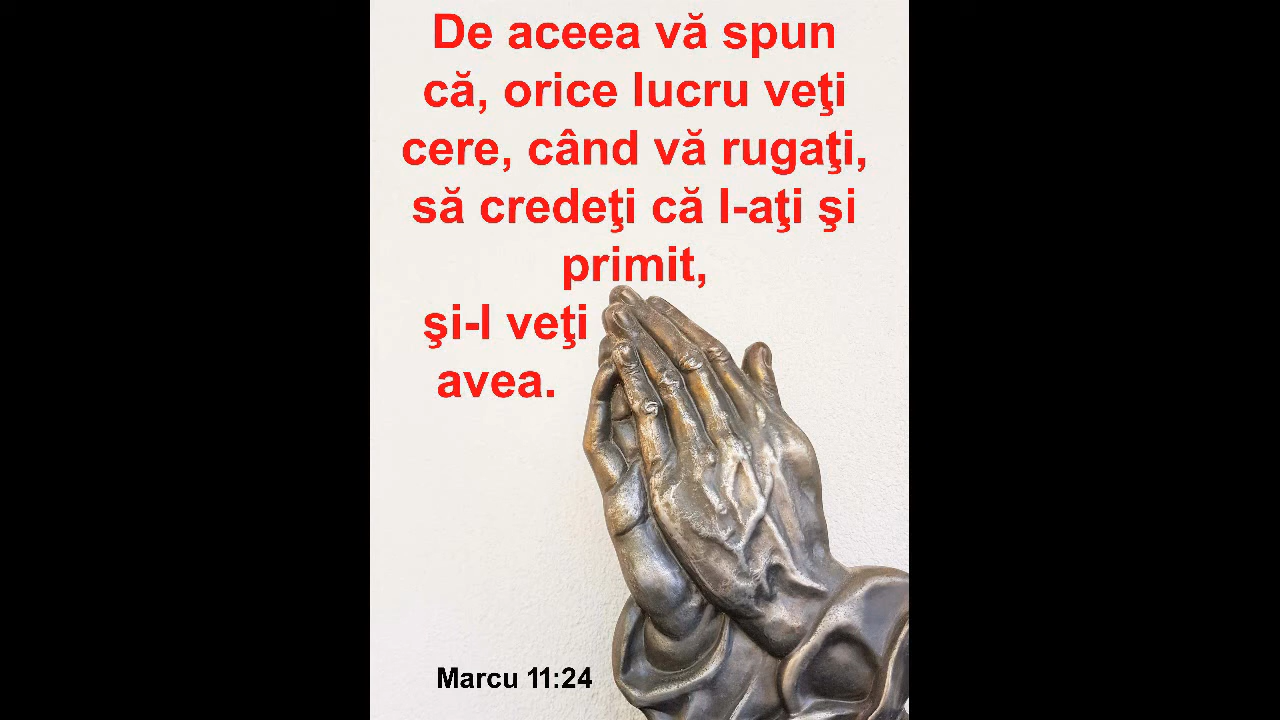 De aceea vă spun
că, orice lucru veţi
cere, când vă rugaţi,
să credeţi că l-aţi şi
primit,
şi-l veţi
avea.
Marcu 11:24